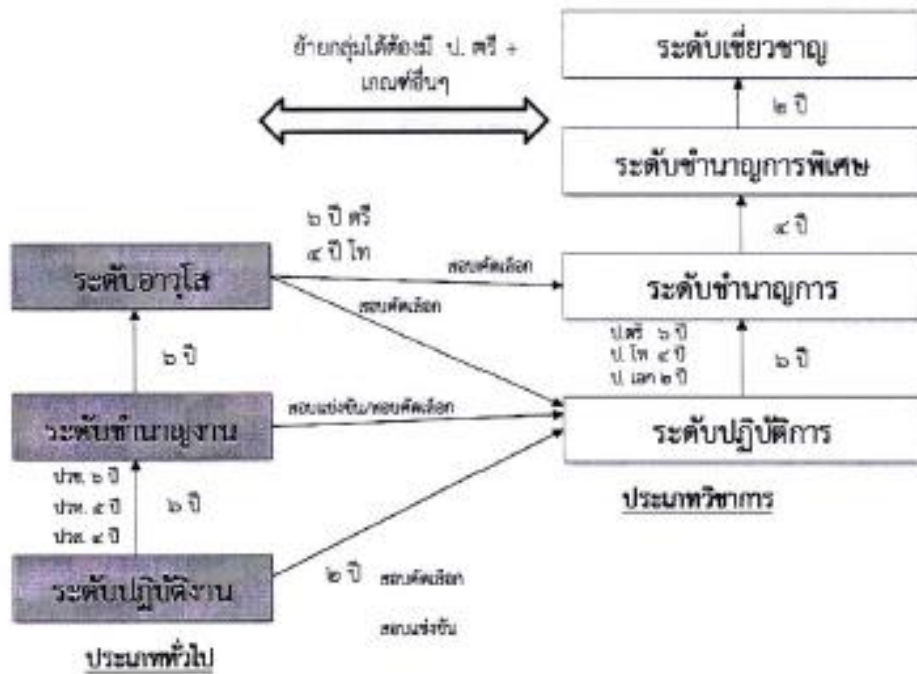 ย้ายกลุ่มได้ต้องมี ป. ตรี +
เกณฑ์อื่นๆ
ระดับเชี่ยวชาญ
๒ ปี
ระดับชำนาญการพิเศษ
๔ ปี
๖ ปี ตรี
๔ ปี โท
ระดับอาวุโส
สอบคัดเลือก
สอบคัดเลือก
ระดับชำนาญการ
๖ ปี
ป.ตรี ๖ ปี
ป. โท ๔ ปี
ป. เอก ๒ ปี
๖ ปี
ระดับชำนาญงาน
สอบแข่งขัน/สอบคัดเลือก
ระดับปฏิบัติการ
ประเภทวิชาการ
ปวช. ๖ ปี
ปวท. ๕ ปี
ปวส. ๔ ปี
๖ ปี
ระดับปฏิบัติงาน
๒ ปี สอบคัดเลือก
สอบแข่งขัน
ประเภททั่วไป